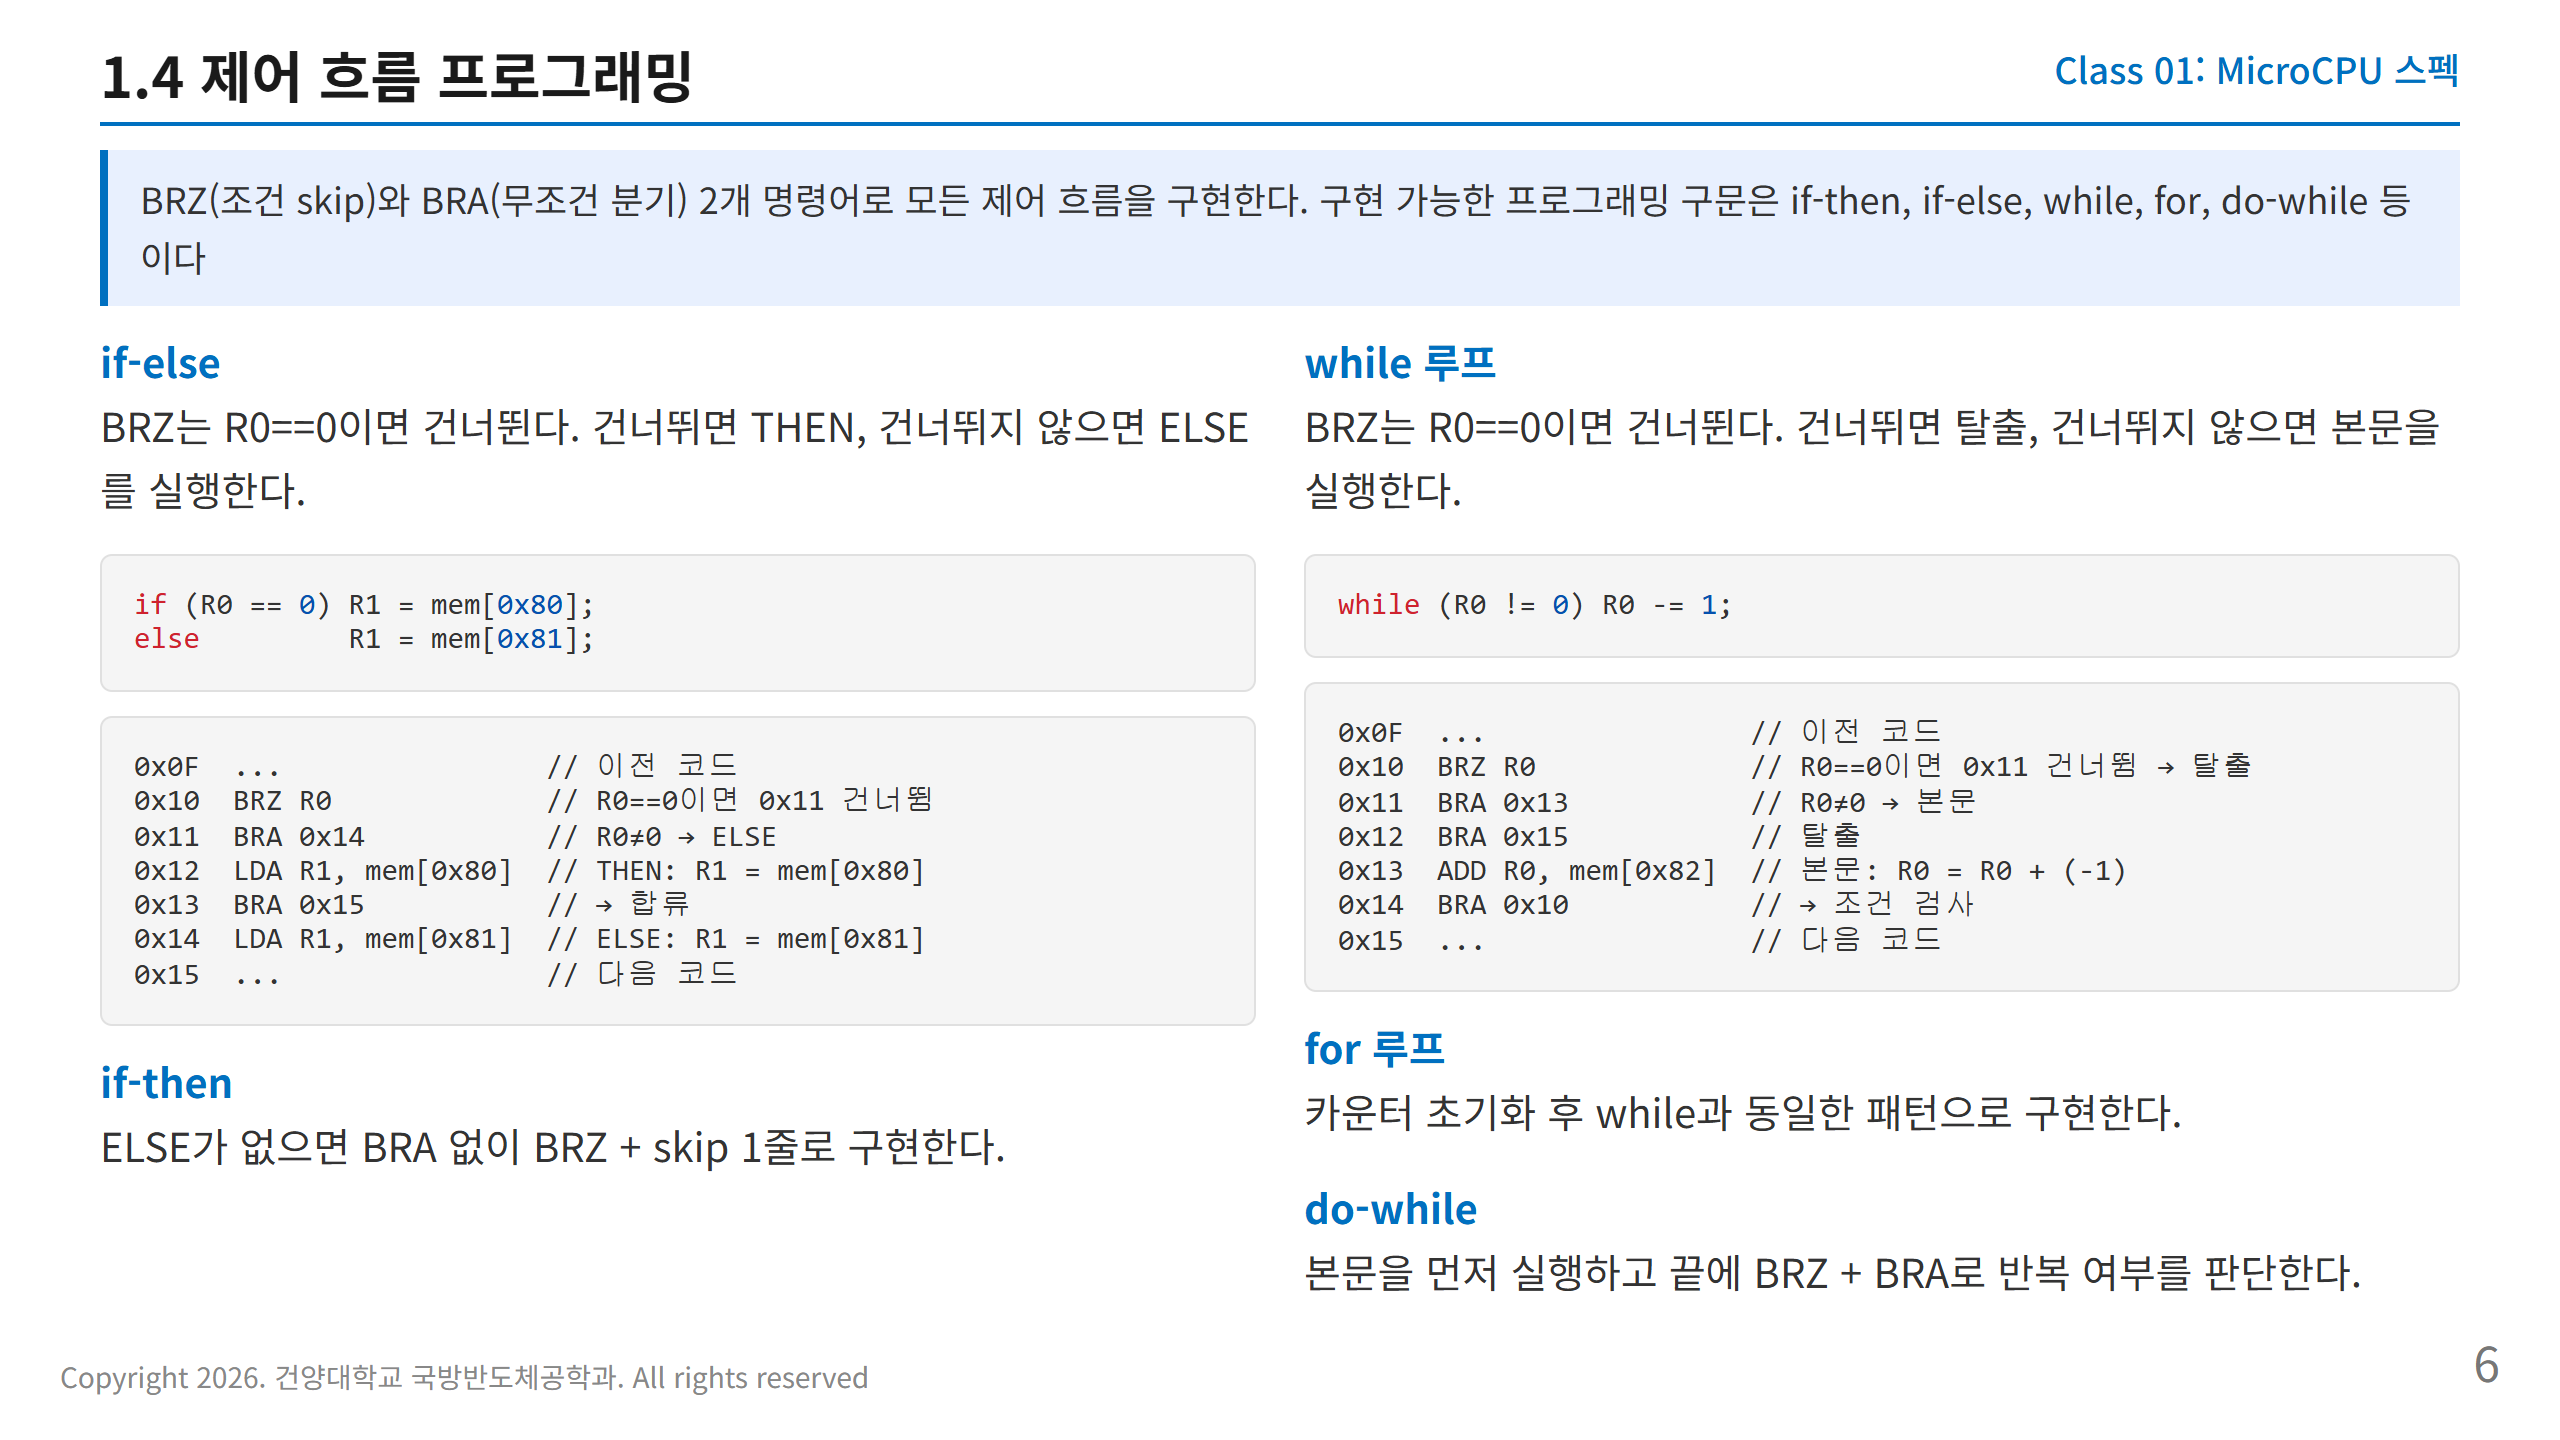 1.4 제어 흐름 프로그래밍
Class 01: MicroCPU 스펙
BRZ(조건 skip)와 BRA(무조건 분기) 2개 명령어로 모든 제어 흐름을 구현한다. 구현 가능한 프로그래밍 구문은 if-then, if-else, while, for, do-while 등
이다
if-else
BRZ는 R0==0이면 건너뛴다. 건너뛰면 THEN, 건너뛰지 않으면 ELSE
를 실행한다.
if (R0 == 0) R1 = mem[0x80];
else         R1 = mem[0x81];
0x0F  ...                // 이전 코드
0x10  BRZ R0             // R0==0이면 0x11 건너뜀
0x11  BRA 0x14           // R0≠0 → ELSE
0x12  LDA R1, mem[0x80]  // THEN: R1 = mem[0x80]
0x13  BRA 0x15           // → 합류
0x14  LDA R1, mem[0x81]  // ELSE: R1 = mem[0x81]
0x15  ...                // 다음 코드
if-then
ELSE가 없으면 BRA 없이 BRZ + skip 1줄로 구현한다.
while 루프
BRZ는 R0==0이면 건너뛴다. 건너뛰면 탈출, 건너뛰지 않으면 본문을
실행한다.
while (R0 != 0) R0 -= 1;
0x0F  ...                // 이전 코드
0x10  BRZ R0             // R0==0이면 0x11 건너뜀 → 탈출
0x11  BRA 0x13           // R0≠0 → 본문
0x12  BRA 0x15           // 탈출
0x13  ADD R0, mem[0x82]  // 본문: R0 = R0 + (-1)
0x14  BRA 0x10           // → 조건 검사
0x15  ...                // 다음 코드
for 루프
카운터 초기화 후 while과 동일한 패턴으로 구현한다.
do-while
본문을 먼저 실행하고 끝에 BRZ + BRA로 반복 여부를 판단한다.
Copyright 2026. 건양대학교 국방반도체공학과. All rights reserved
6